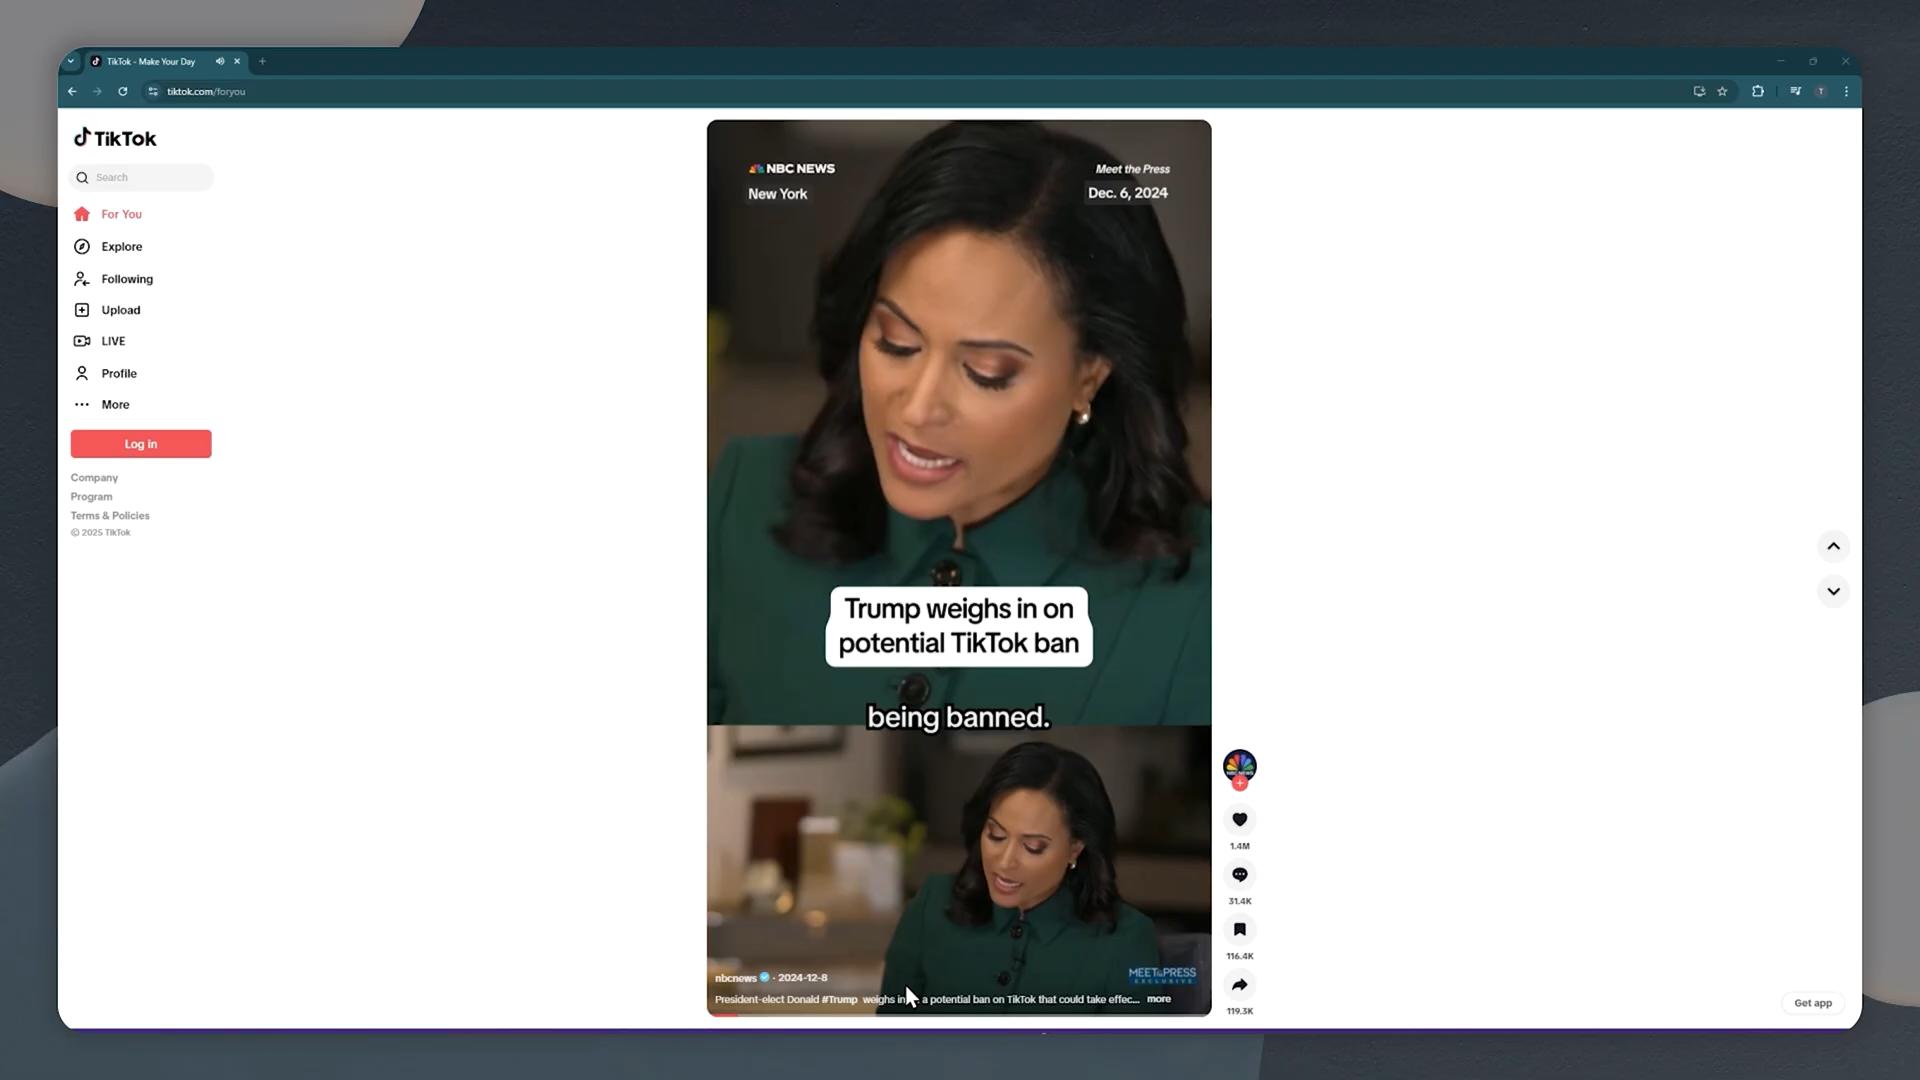 TikTok - Make Your Day
tiktok.com/foryou
T
TikTok
Search
For You
Explore
Following
Upload
LIVE
Profile
More
Log in
Company
Program
Terms & Policies
© 2025 TikTok
NBC NEWS
New York
Meet the Press
Dec. 6, 2024
Trump weighs in on
potential TikTok ban
being banned.
MEET THE PRESS
EXCLUSIVE
nbcnews · 2024-12-8
President-elect Donald #Trump weighs in a potential ban on TikTok that could take effec... more
NBC NEWS
1.4M
31.4K
116.4K
119.3K
Get app